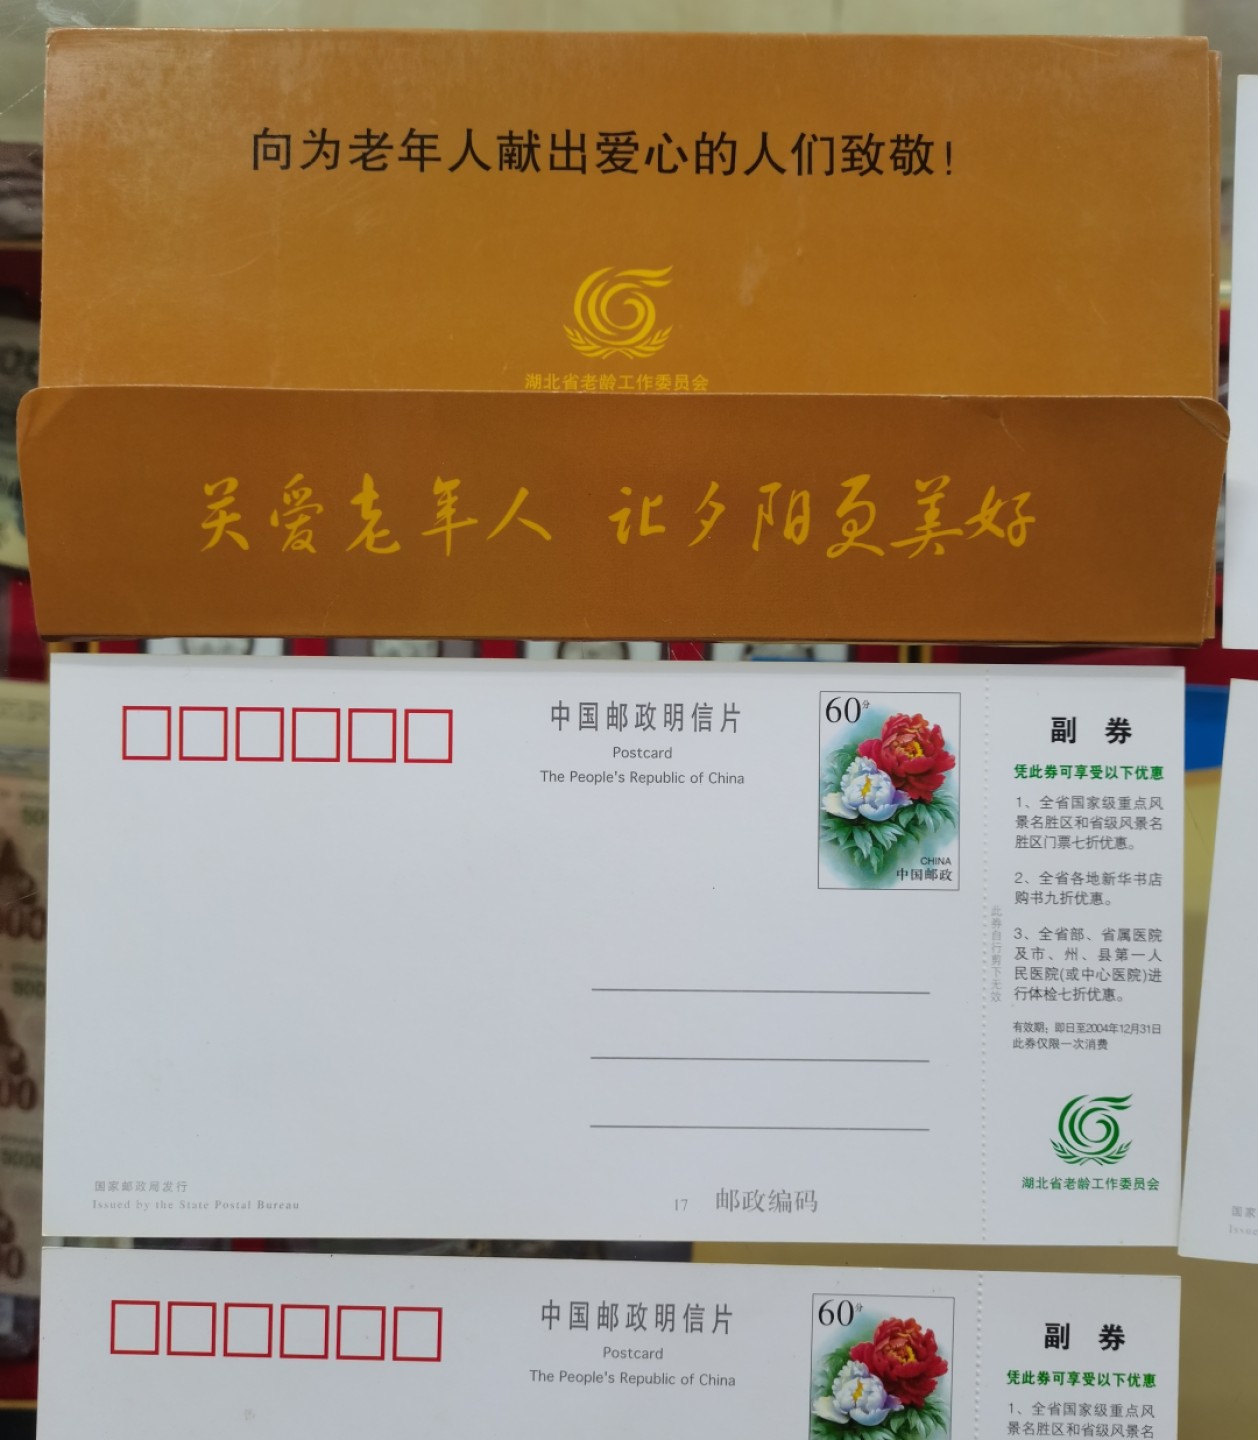 向为老年人献出爱心的人们致敬！
湖北省老龄工作委员会
关爱老年人 让夕阳更美好
中国邮政明信片
Postcard
The People's Republic of China
60分
CHINA
中国邮政
国家邮政局发行
Issued by the State Postal Bureau
17 邮政编码
此券自行剪下无效
副 券
凭此券可享受以下优惠
1、全省国家级重点风
景名胜区和省级风景名
胜区门票七折优惠。
2、全省各地新华书店
购书九折优惠。
3、全省部、省属医院
及市、州、县第一人
民医院(或中心医院)进
行体检七折优惠。
有效期：即日至2004年12月31日
此券仅限一次消费
湖北省老龄工作委员会
中国邮政明信片
Postcard
The People's Republic of China
60分
副 券
凭此券可享受以下优惠
1、全省国家级重点风
景名胜区和省级风景名
国家
Issue